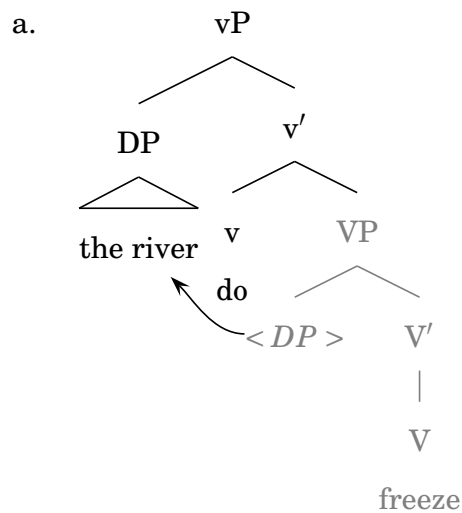 a. vP
DP v′
the river v VP
do
< DP > V′
V
freeze